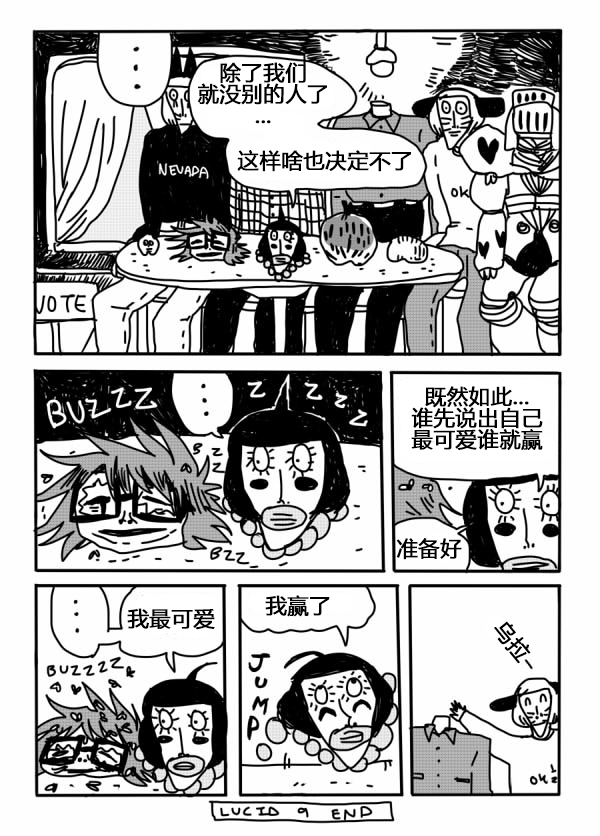 ...
除了我们
就没别的人了
...
这样啥也决定不了
NEVADA
OK
VOTE
BUZZZ
...
Z Z Z Z
BZZ
BZZ
既然如此...
谁先说出自己
最可爱谁就赢
准备好
...
我最可爱
BUZZZZ
我赢了
JUMP
乌拉~
OK
LUCID 9 END